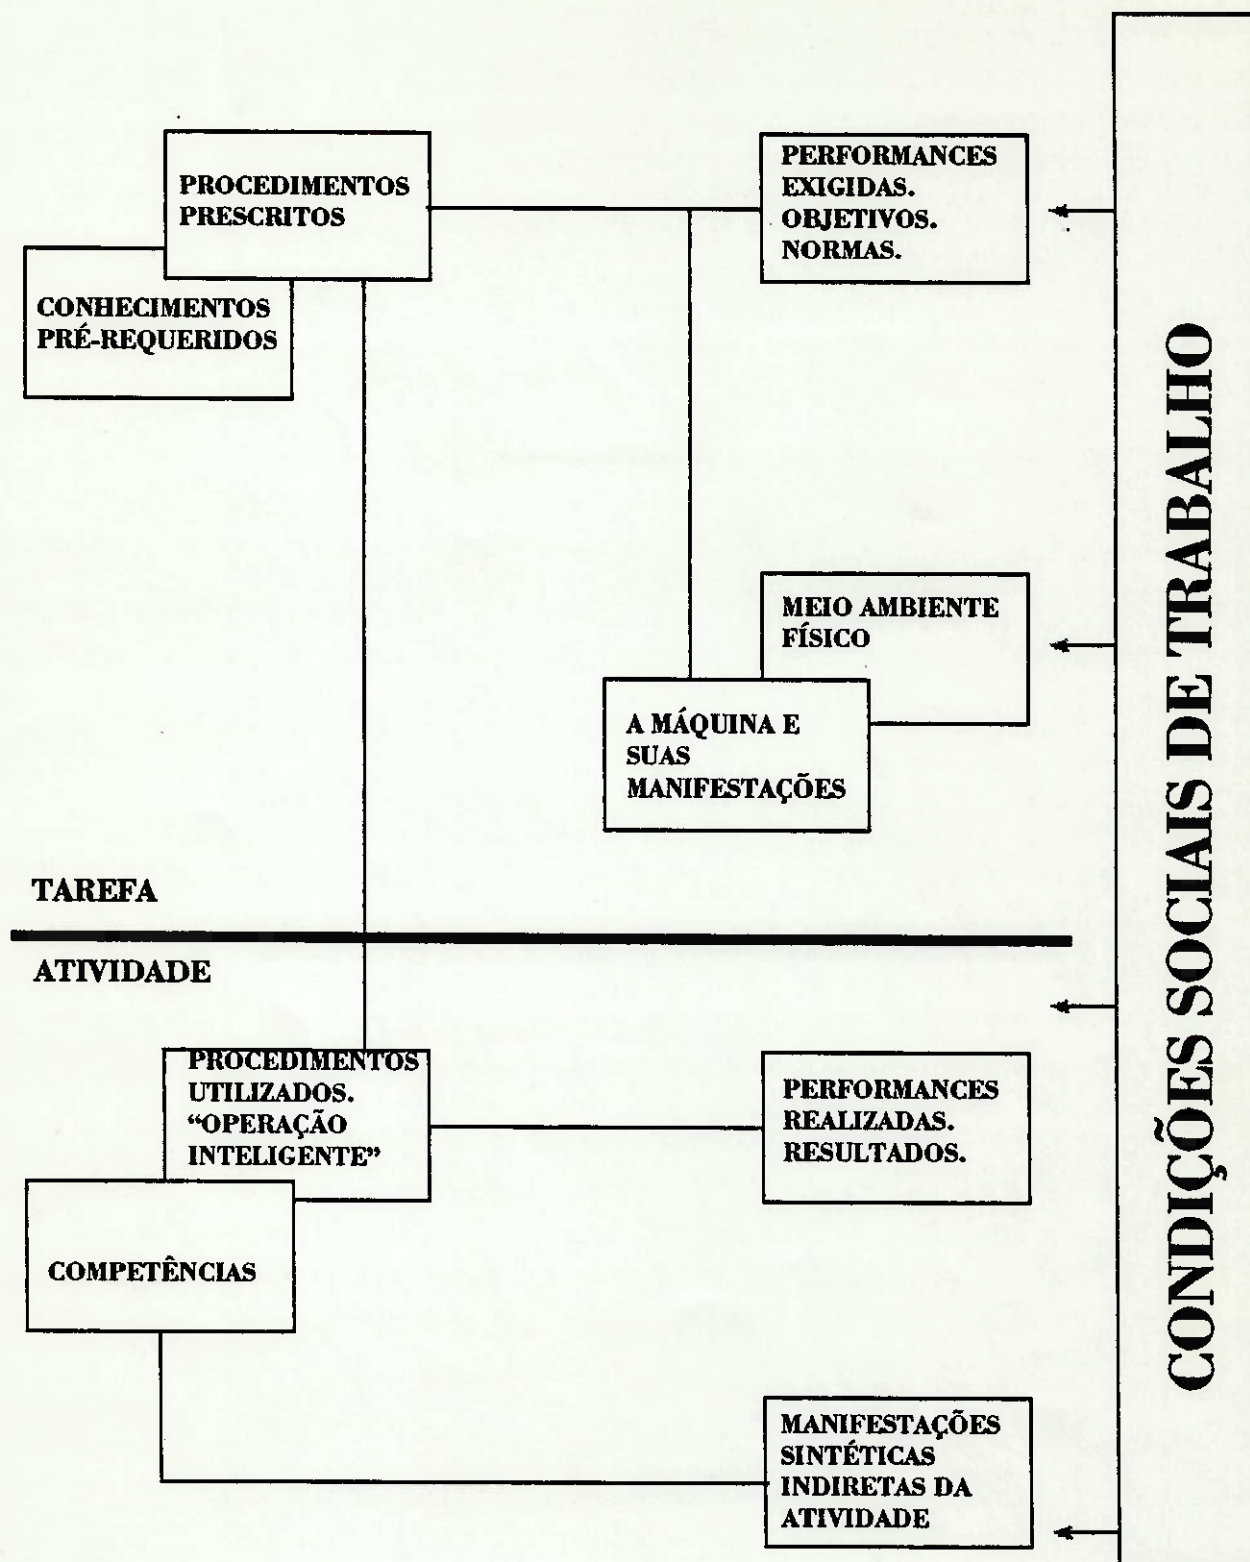 PROCEDIMENTOS
PRESCRITOS
CONHECIMENTOS
PRÉ-REQUERIDOS
PERFORMANCES
EXIGIDAS.
OBJETIVOS.
NORMAS.
MEIO AMBIENTE
FÍSICO
A MÁQUINA E
SUAS
MANIFESTAÇÕES
TAREFA
ATIVIDADE
PROCEDIMENTOS
UTILIZADOS.
“OPERAÇÃO
INTELIGENTE”
COMPETÊNCIAS
PERFORMANCES
REALIZADAS.
RESULTADOS.
MANIFESTAÇÕES
SINTÉTICAS
INDIRETAS DA
ATIVIDADE
CONDIÇÕES SOCIAIS DE TRABALHO